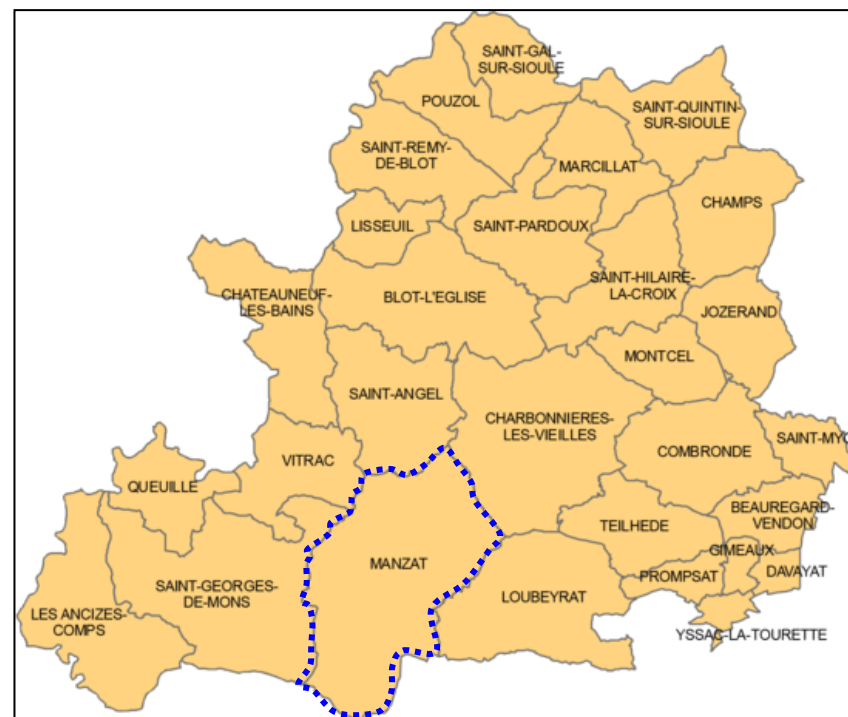 SAINT-GAL-
SUR-SIOULE
POUZOL
SAINT-QUINTIN-
SUR-SIOULE
SAINT-REMY-
DE-BLOT
MARCILLAT
CHAMPS
LISSEUIL
SAINT-PARDOUX
SAINT-HILAIRE-
LA-CROIX
CHATEAUNEUF-
LES-BAINS
BLOT-L'EGLISE
JOZERAND
MONTCEL
SAINT-ANGEL
CHARBONNIERES-
LES-VIEILLES
COMBRONDE
SAINT-MYO
VITRAC
QUEUILLE
BEAUREGARD-
VENDON
TEILHEDE
GIMEAUX
MANZAT
PROMPSAT
DAVAYAT
SAINT-GEORGES-
DE-MONS
LOUBEYRAT
LES ANCIZES-
COMPS
YSSAC-LA-TOURETTE